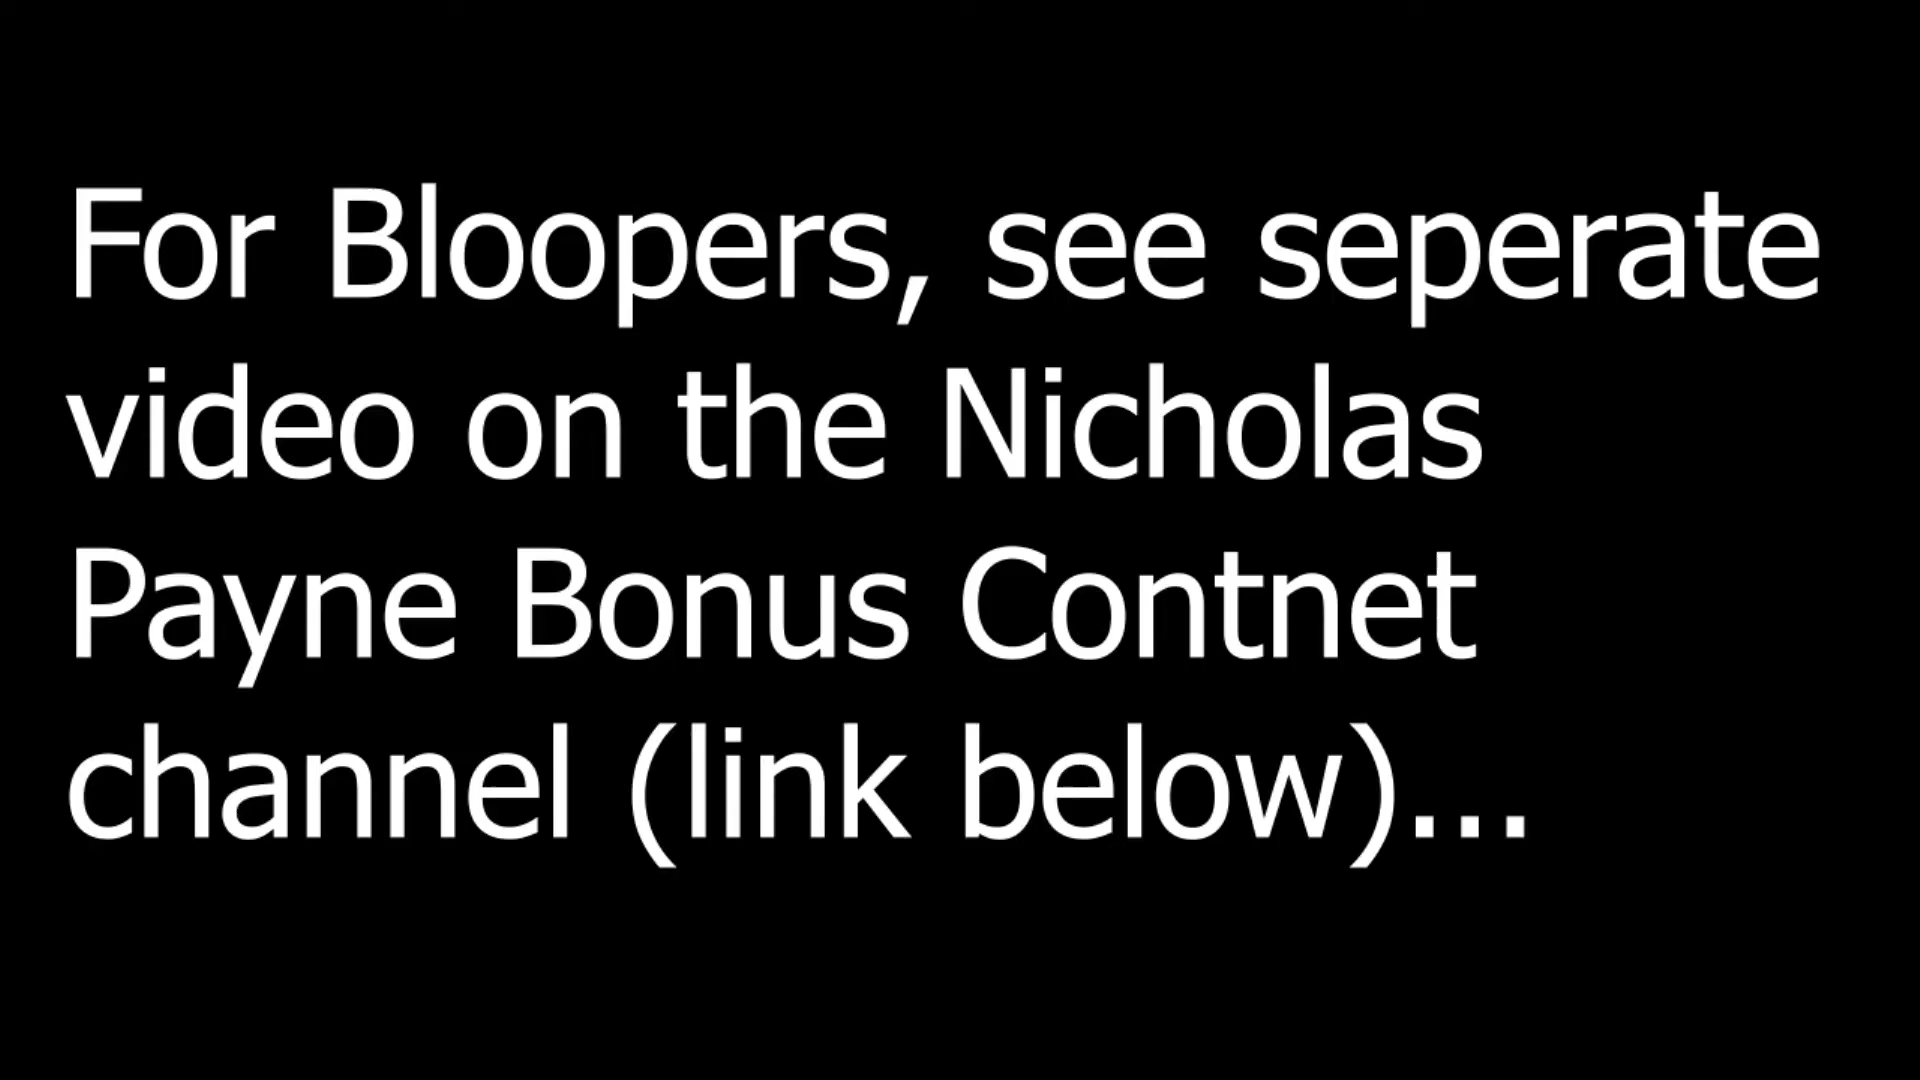 For Bloopers, see seperate
video on the Nicholas
Payne Bonus Contnet
channel (link below)...